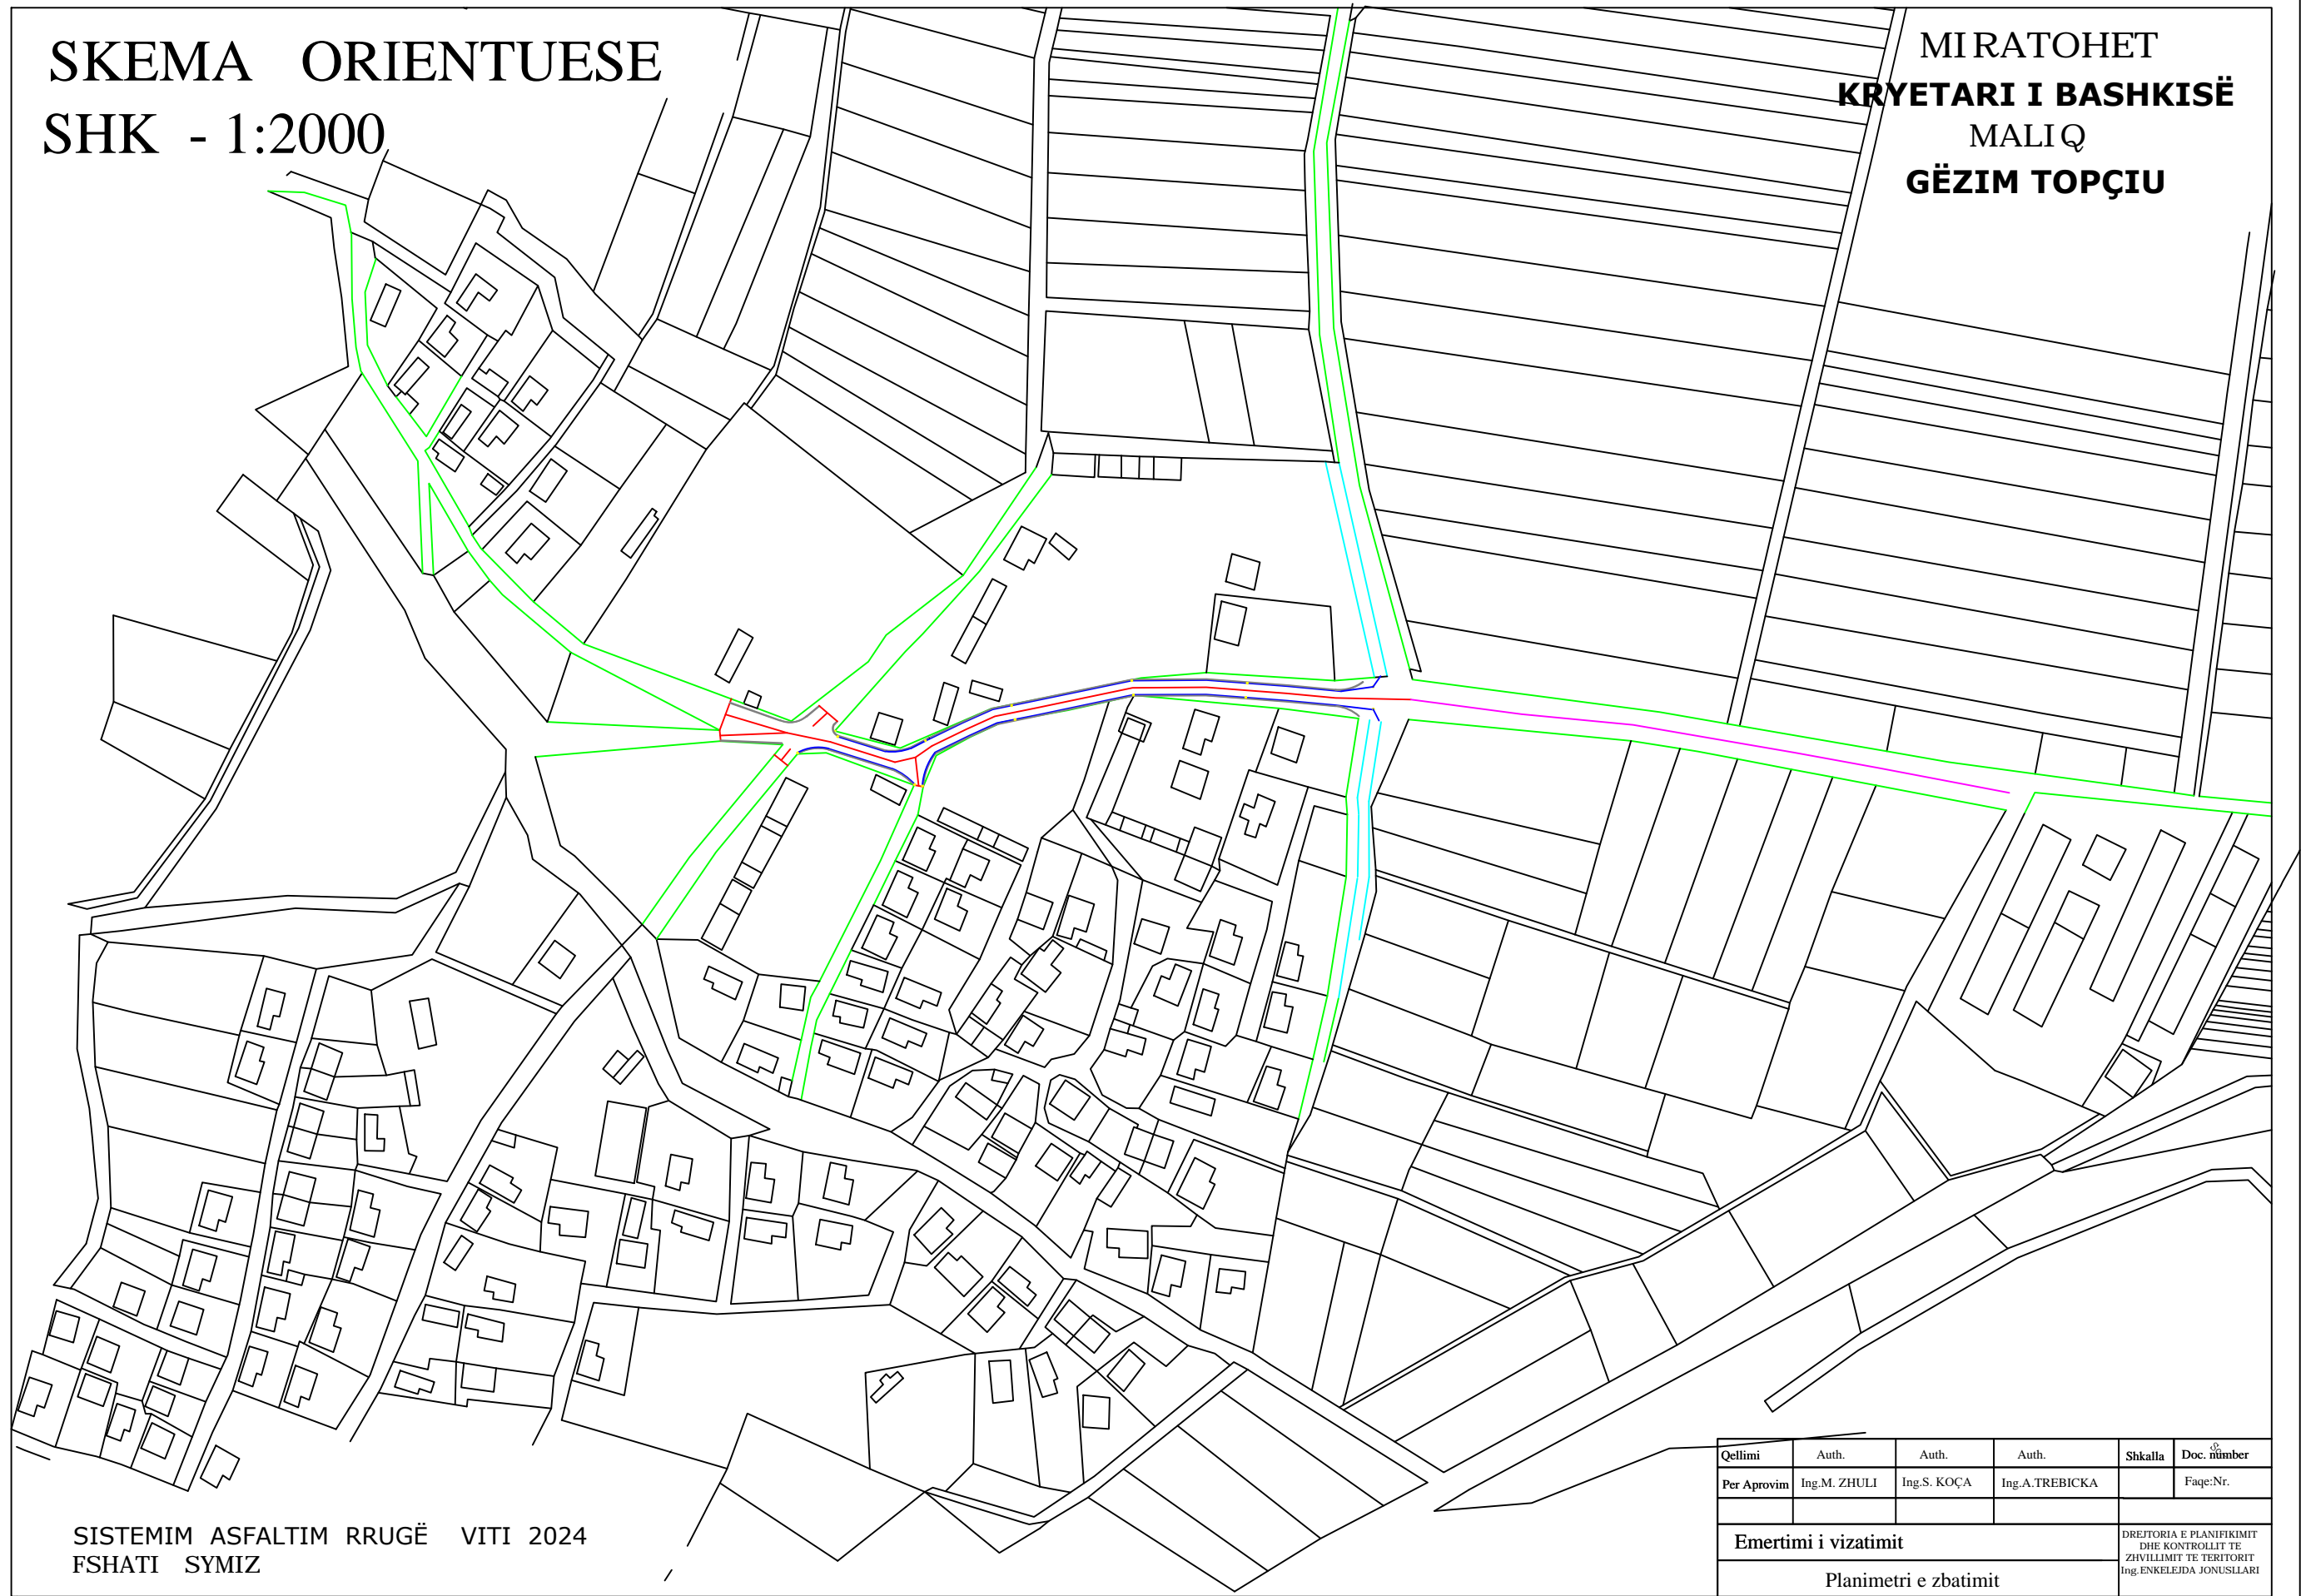 SKEMA ORIENTUESE
SHK - 1:2000
MIRATOHET
KRYETARI I BASHKISË
MALIQ
GËZIM TOPÇIU
SISTEMIM ASFALTIM RRUGË VITI 2024
FSHATI SYMIZ
Qellimi Auth. Auth. Auth. Shkalla Doc. number
Per Aprovim Ing.M. ZHULI Ing.S. KOÇA Ing.A.TREBICKA Faqe:Nr.
Emertimi i vizatimit
Planimetri e zbatimit
DREJTORIA E PLANIFIKIMIT
DHE KONTROLLIT TE
ZHVILLIMIT TE TERITORIT
Ing.ENKELEJDA JONUSLLARI